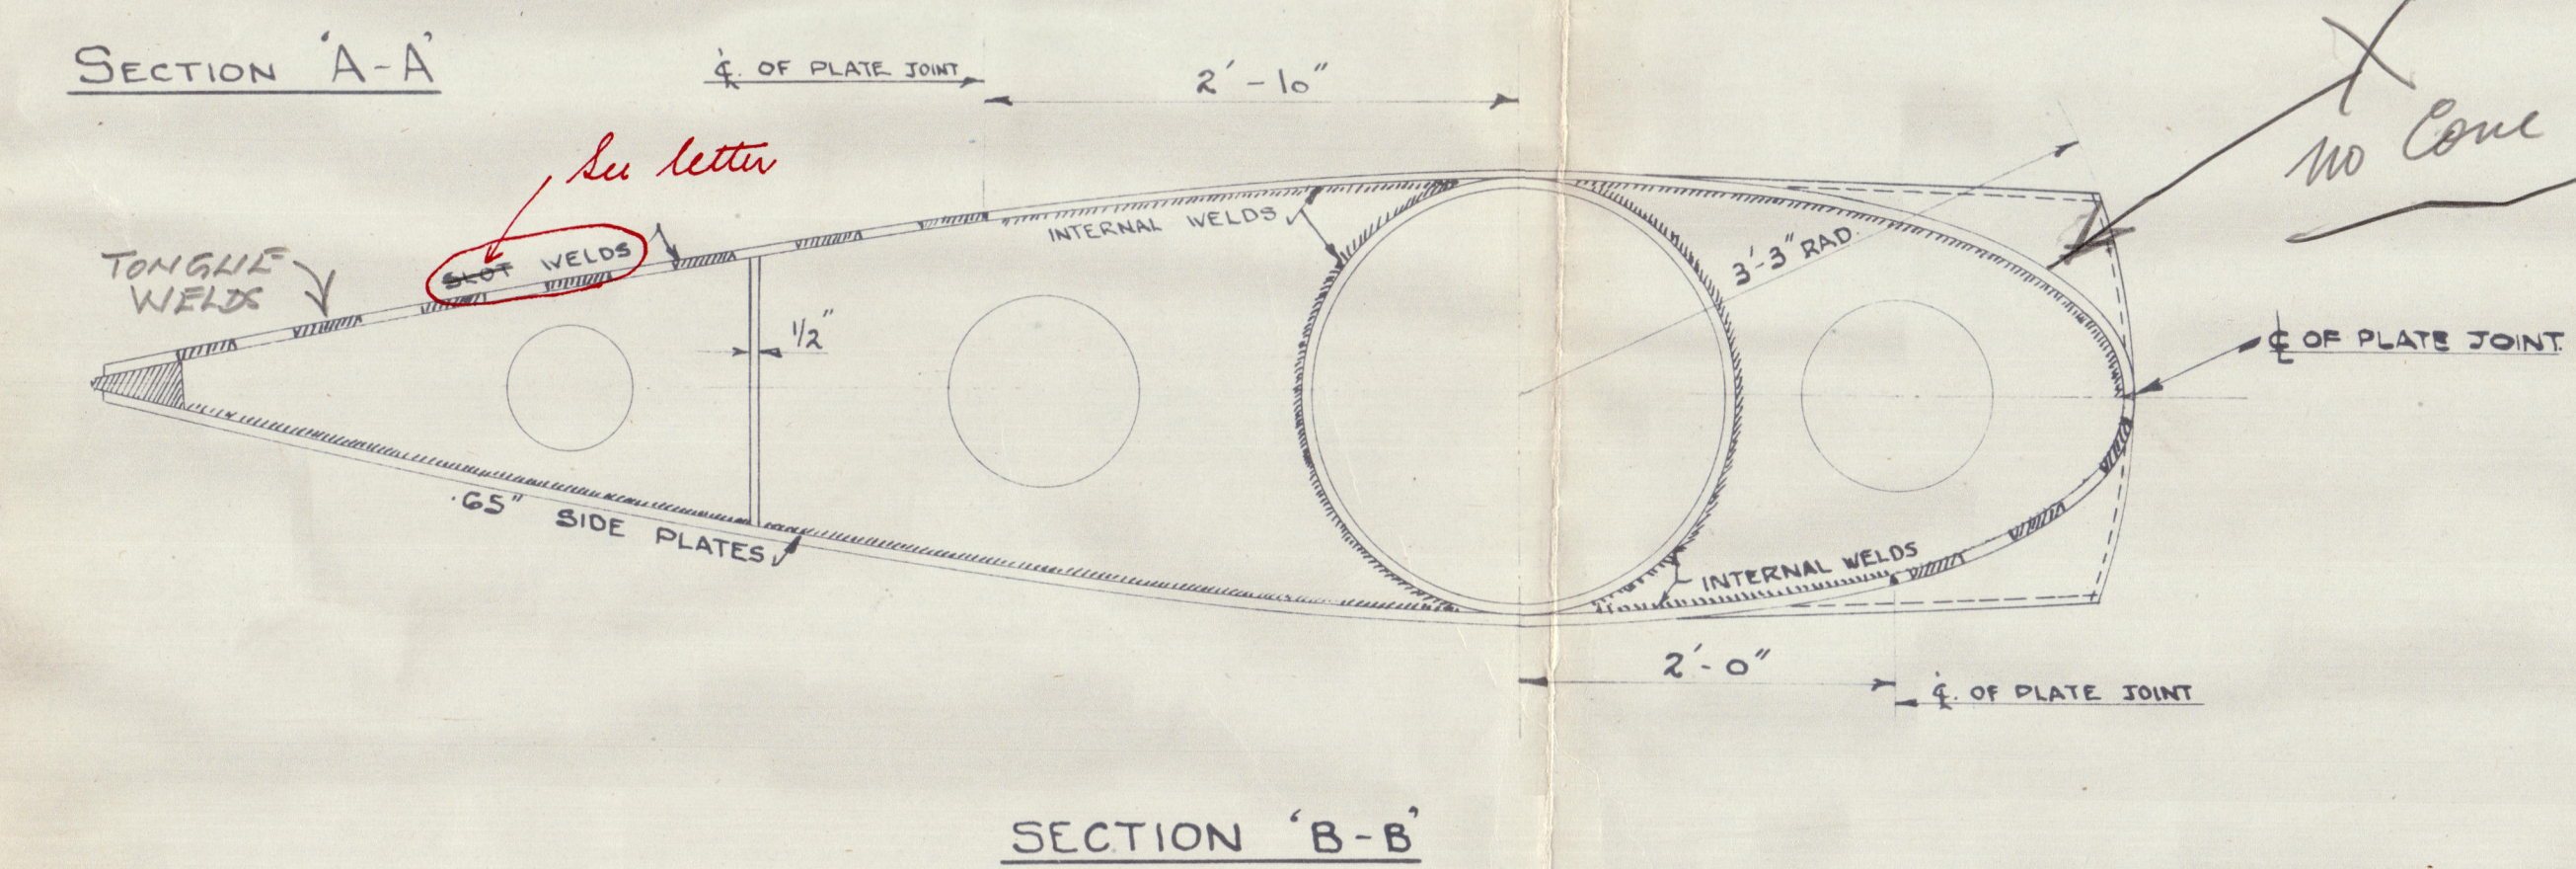 SECTION 'A-A'
℄. OF PLATE JOINT
2'-10"
See letter
no Cone
INTERNAL WELDS
TONGUE
WELDS
SLOT WELDS
3'-3" RAD.
1/2"
℄ OF PLATE JOINT.
.65" SIDE PLATES
INTERNAL WELDS
2'-0"
℄. OF PLATE JOINT
SECTION 'B-B'